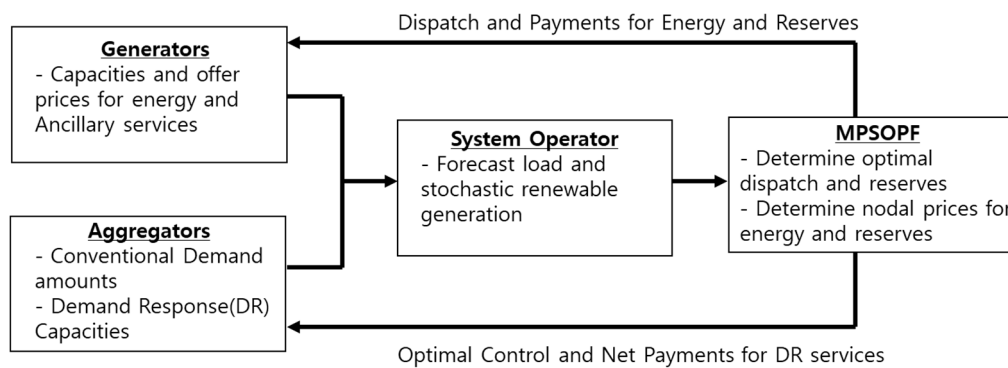 Dispatch and Payments for Energy and Reserves
Generators
- Capacities and offer
prices for energy and
Ancillary services
System Operator
- Forecast load and
stochastic renewable
generation
MPSOPF
- Determine optimal
dispatch and reserves
- Determine nodal prices for
energy and reserves
Aggregators
- Conventional Demand
amounts
- Demand Response(DR)
Capacities
Optimal Control and Net Payments for DR services